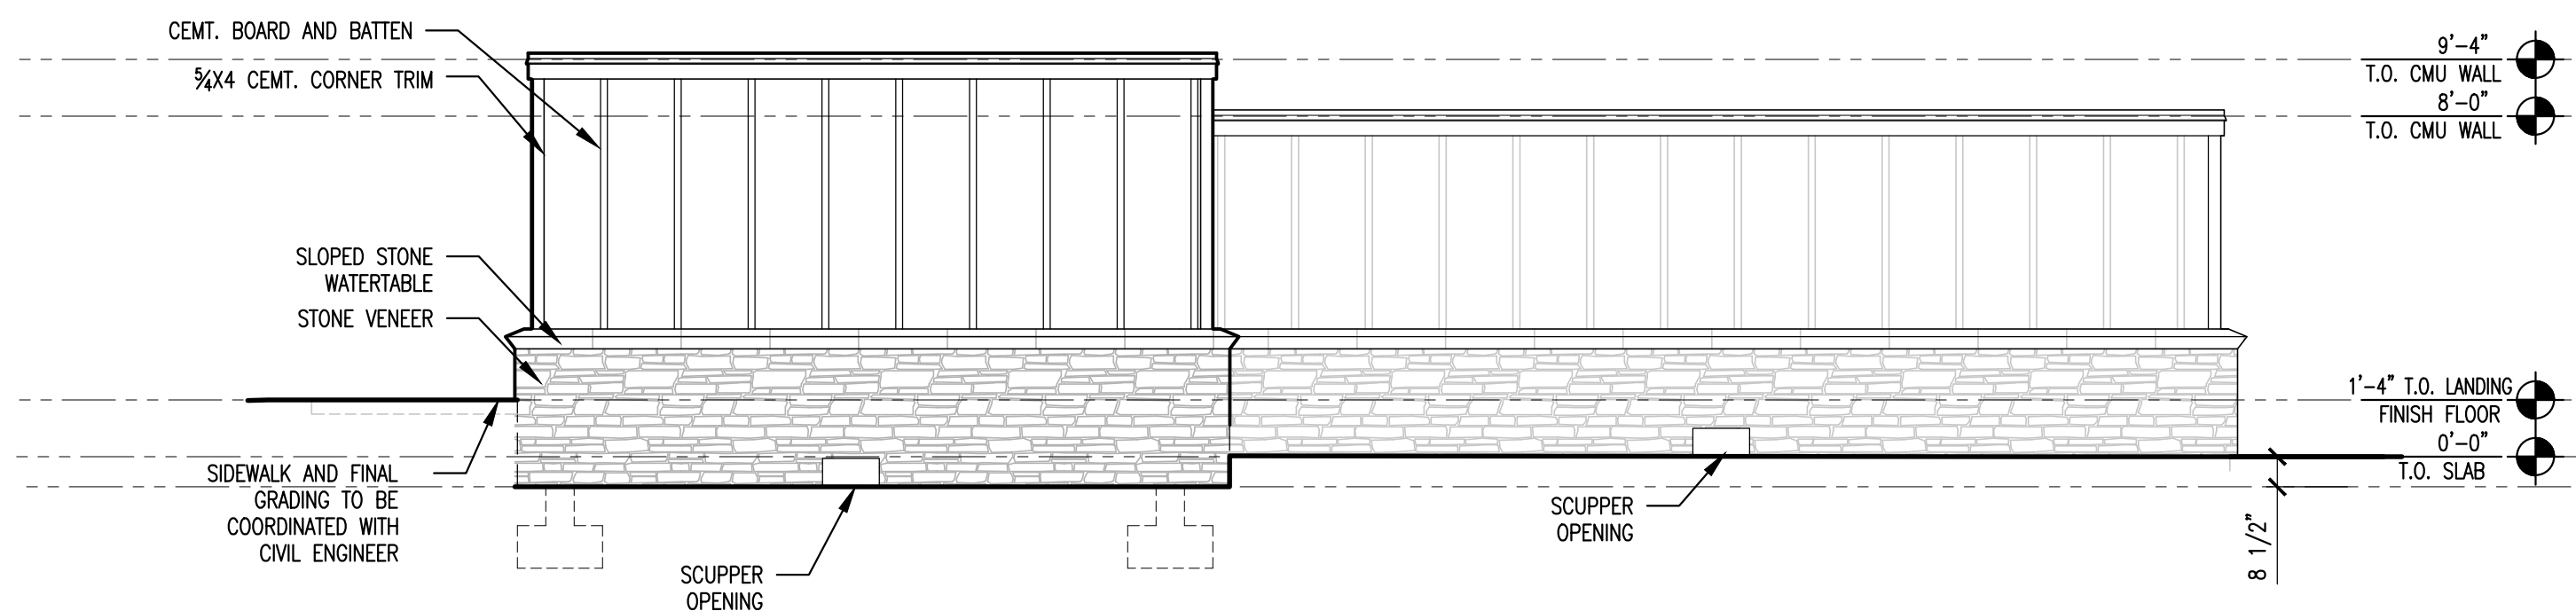 CEMT. BOARD AND BATTEN
5/4X4 CEMT. CORNER TRIM
SLOPED STONE
WATERTABLE
STONE VENEER
SIDEWALK AND FINAL
GRADING TO BE
COORDINATED WITH
CIVIL ENGINEER
SCUPPER
OPENING
SCUPPER
OPENING
9'-4"
T.O. CMU WALL
8'-0"
T.O. CMU WALL
1'-4" T.O. LANDING
FINISH FLOOR
0'-0"
T.O. SLAB
8 1/2"